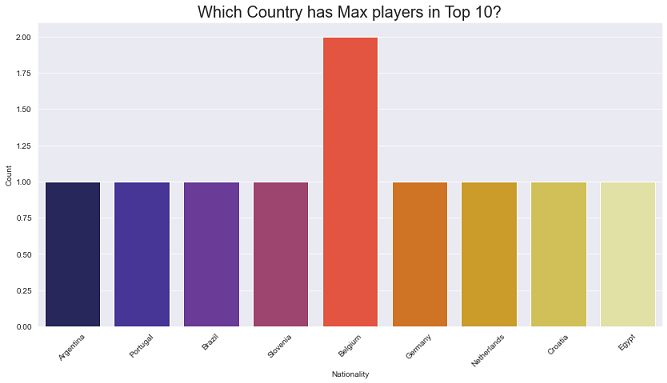 Which Country has Max players in Top 10?
Count
2.00
1.75
1.50
1.25
1.00
0.75
0.50
0.25
0.00
Argentina
Portugal
Brazil
Slovenia
Belgium
Germany
Netherlands
Croatia
Egypt
Nationality